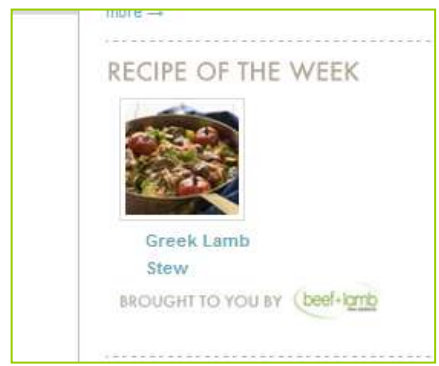 more →
RECIPE OF THE WEEK
Greek Lamb
Stew
BROUGHT TO YOU BY beef+lamb